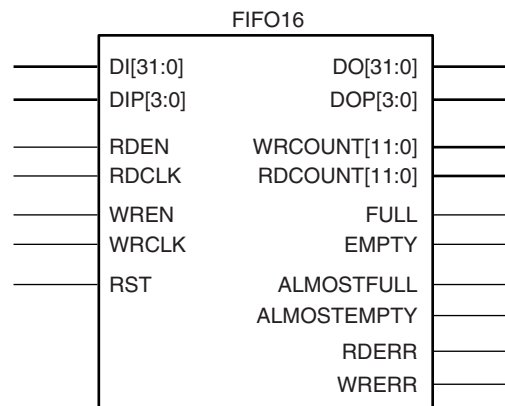 FIFO16
DI[31:0] DO[31:0]
DIP[3:0] DOP[3:0]
RDEN WRCOUNT[11:0]
RDCLK RDCOUNT[11:0]
WREN FULL
WRCLK EMPTY
RST ALMOSTFULL
ALMOSTEMPTY
RDERR
WRERR